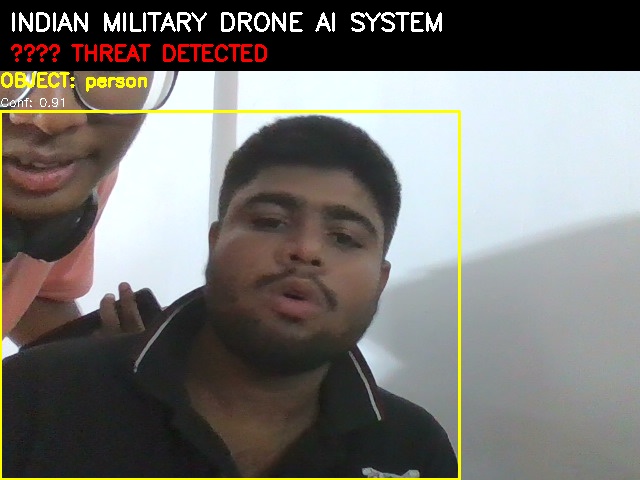 INDIAN MILITARY DRONE AI SYSTEM
???? THREAT DETECTED
OBJECT: person
Conf: 0.91